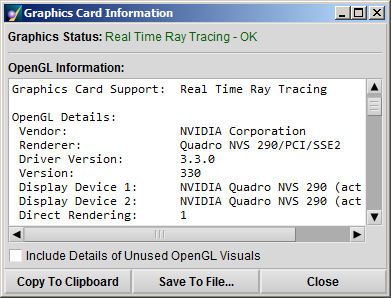 Graphics Card Information
Graphics Status: Real Time Ray Tracing - OK
OpenGL Information:
Graphics Card Support: Real Time Ray Tracing
OpenGL Details:
Vendor: NVIDIA Corporation
Renderer: Quadro NVS 290/PCI/SSE2
Driver Version: 3.3.0
Version: 330
Display Device 1: NVIDIA Quadro NVS 290 (act
Display Device 2: NVIDIA Quadro NVS 290 (act
Direct Rendering: 1
Include Details of Unused OpenGL Visuals
Copy To Clipboard Save To File... Close